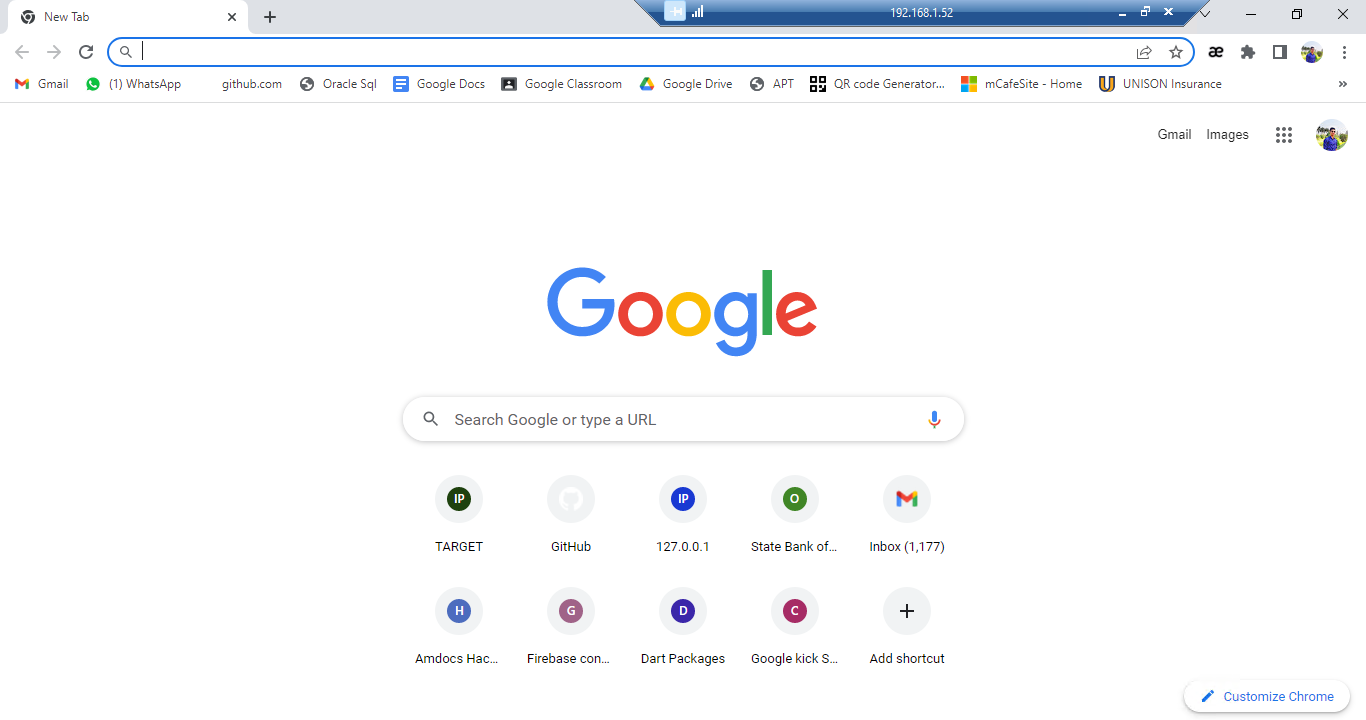 New Tab
192.168.1.52
Gmail
(1) WhatsApp
github.com
Oracle Sql
Google Docs
Google Classroom
Google Drive
APT
QR code Generator...
mCafeSite - Home
UNISON Insurance
»
Gmail
Images
Google
Search Google or type a URL
IP
IP
O
TARGET
GitHub
127.0.0.1
State Bank of...
Inbox (1,177)
H
G
D
C
Amdocs Hac...
Firebase con...
Dart Packages
Google kick S...
Add shortcut
Customize Chrome